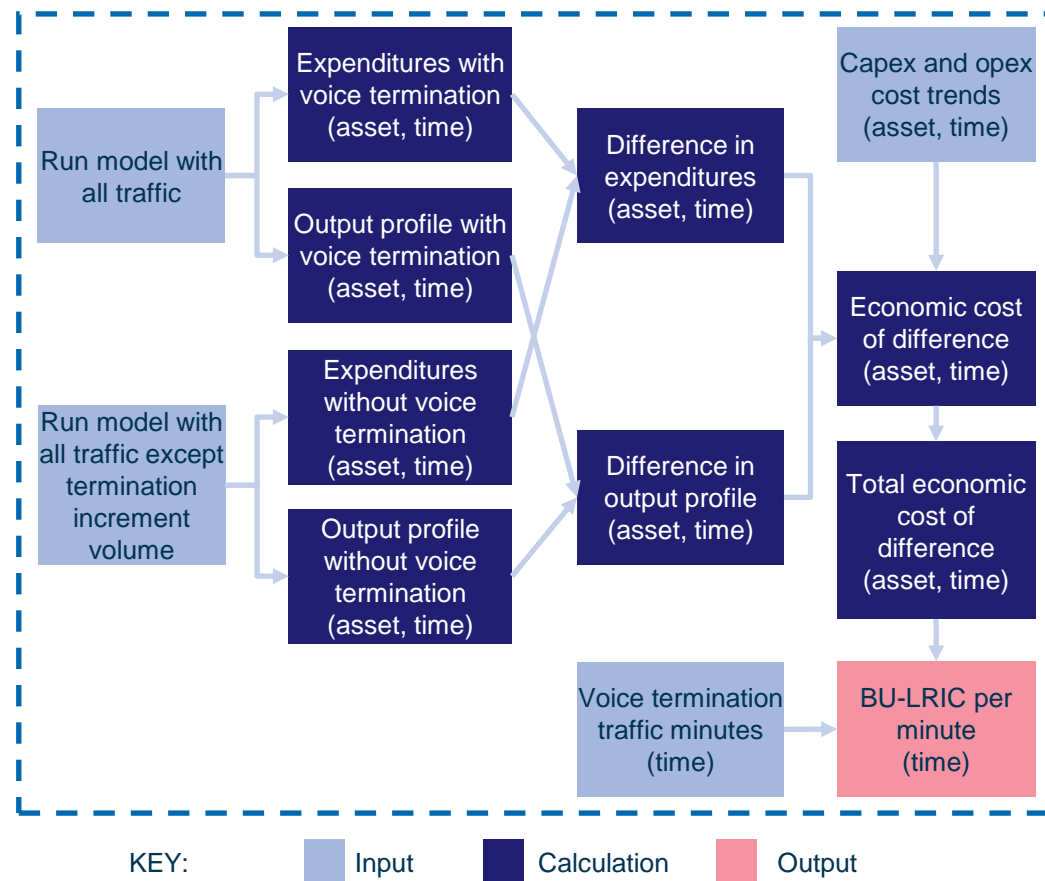 Run model with
all traffic
Run model with
all traffic except
termination
increment
volume
Expenditures with
voice termination
(asset, time)
Output profile with
voice termination
(asset, time)
Expenditures
without voice
termination
(asset, time)
Output profile
without voice
termination
(asset, time)
Difference in
expenditures
(asset, time)
Difference in
output profile
(asset, time)
Voice termination
traffic minutes
(time)
Capex and opex
cost trends
(asset, time)
Economic cost
of difference
(asset, time)
Total economic
cost of
difference
(asset, time)
BU-LRIC per
minute
(time)
KEY:
Input
Calculation
Output